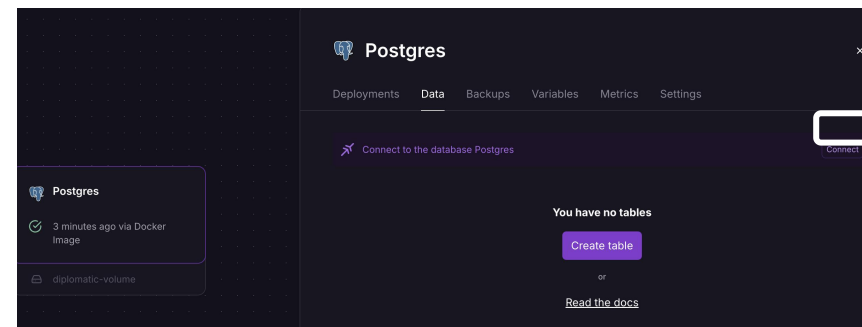 Postgres
Deployments Data Backups Variables Metrics Settings
Connect to the database Postgres
Connect
Postgres
3 minutes ago via Docker
Image
diplomatic-volume
You have no tables
Create table
or
Read the docs